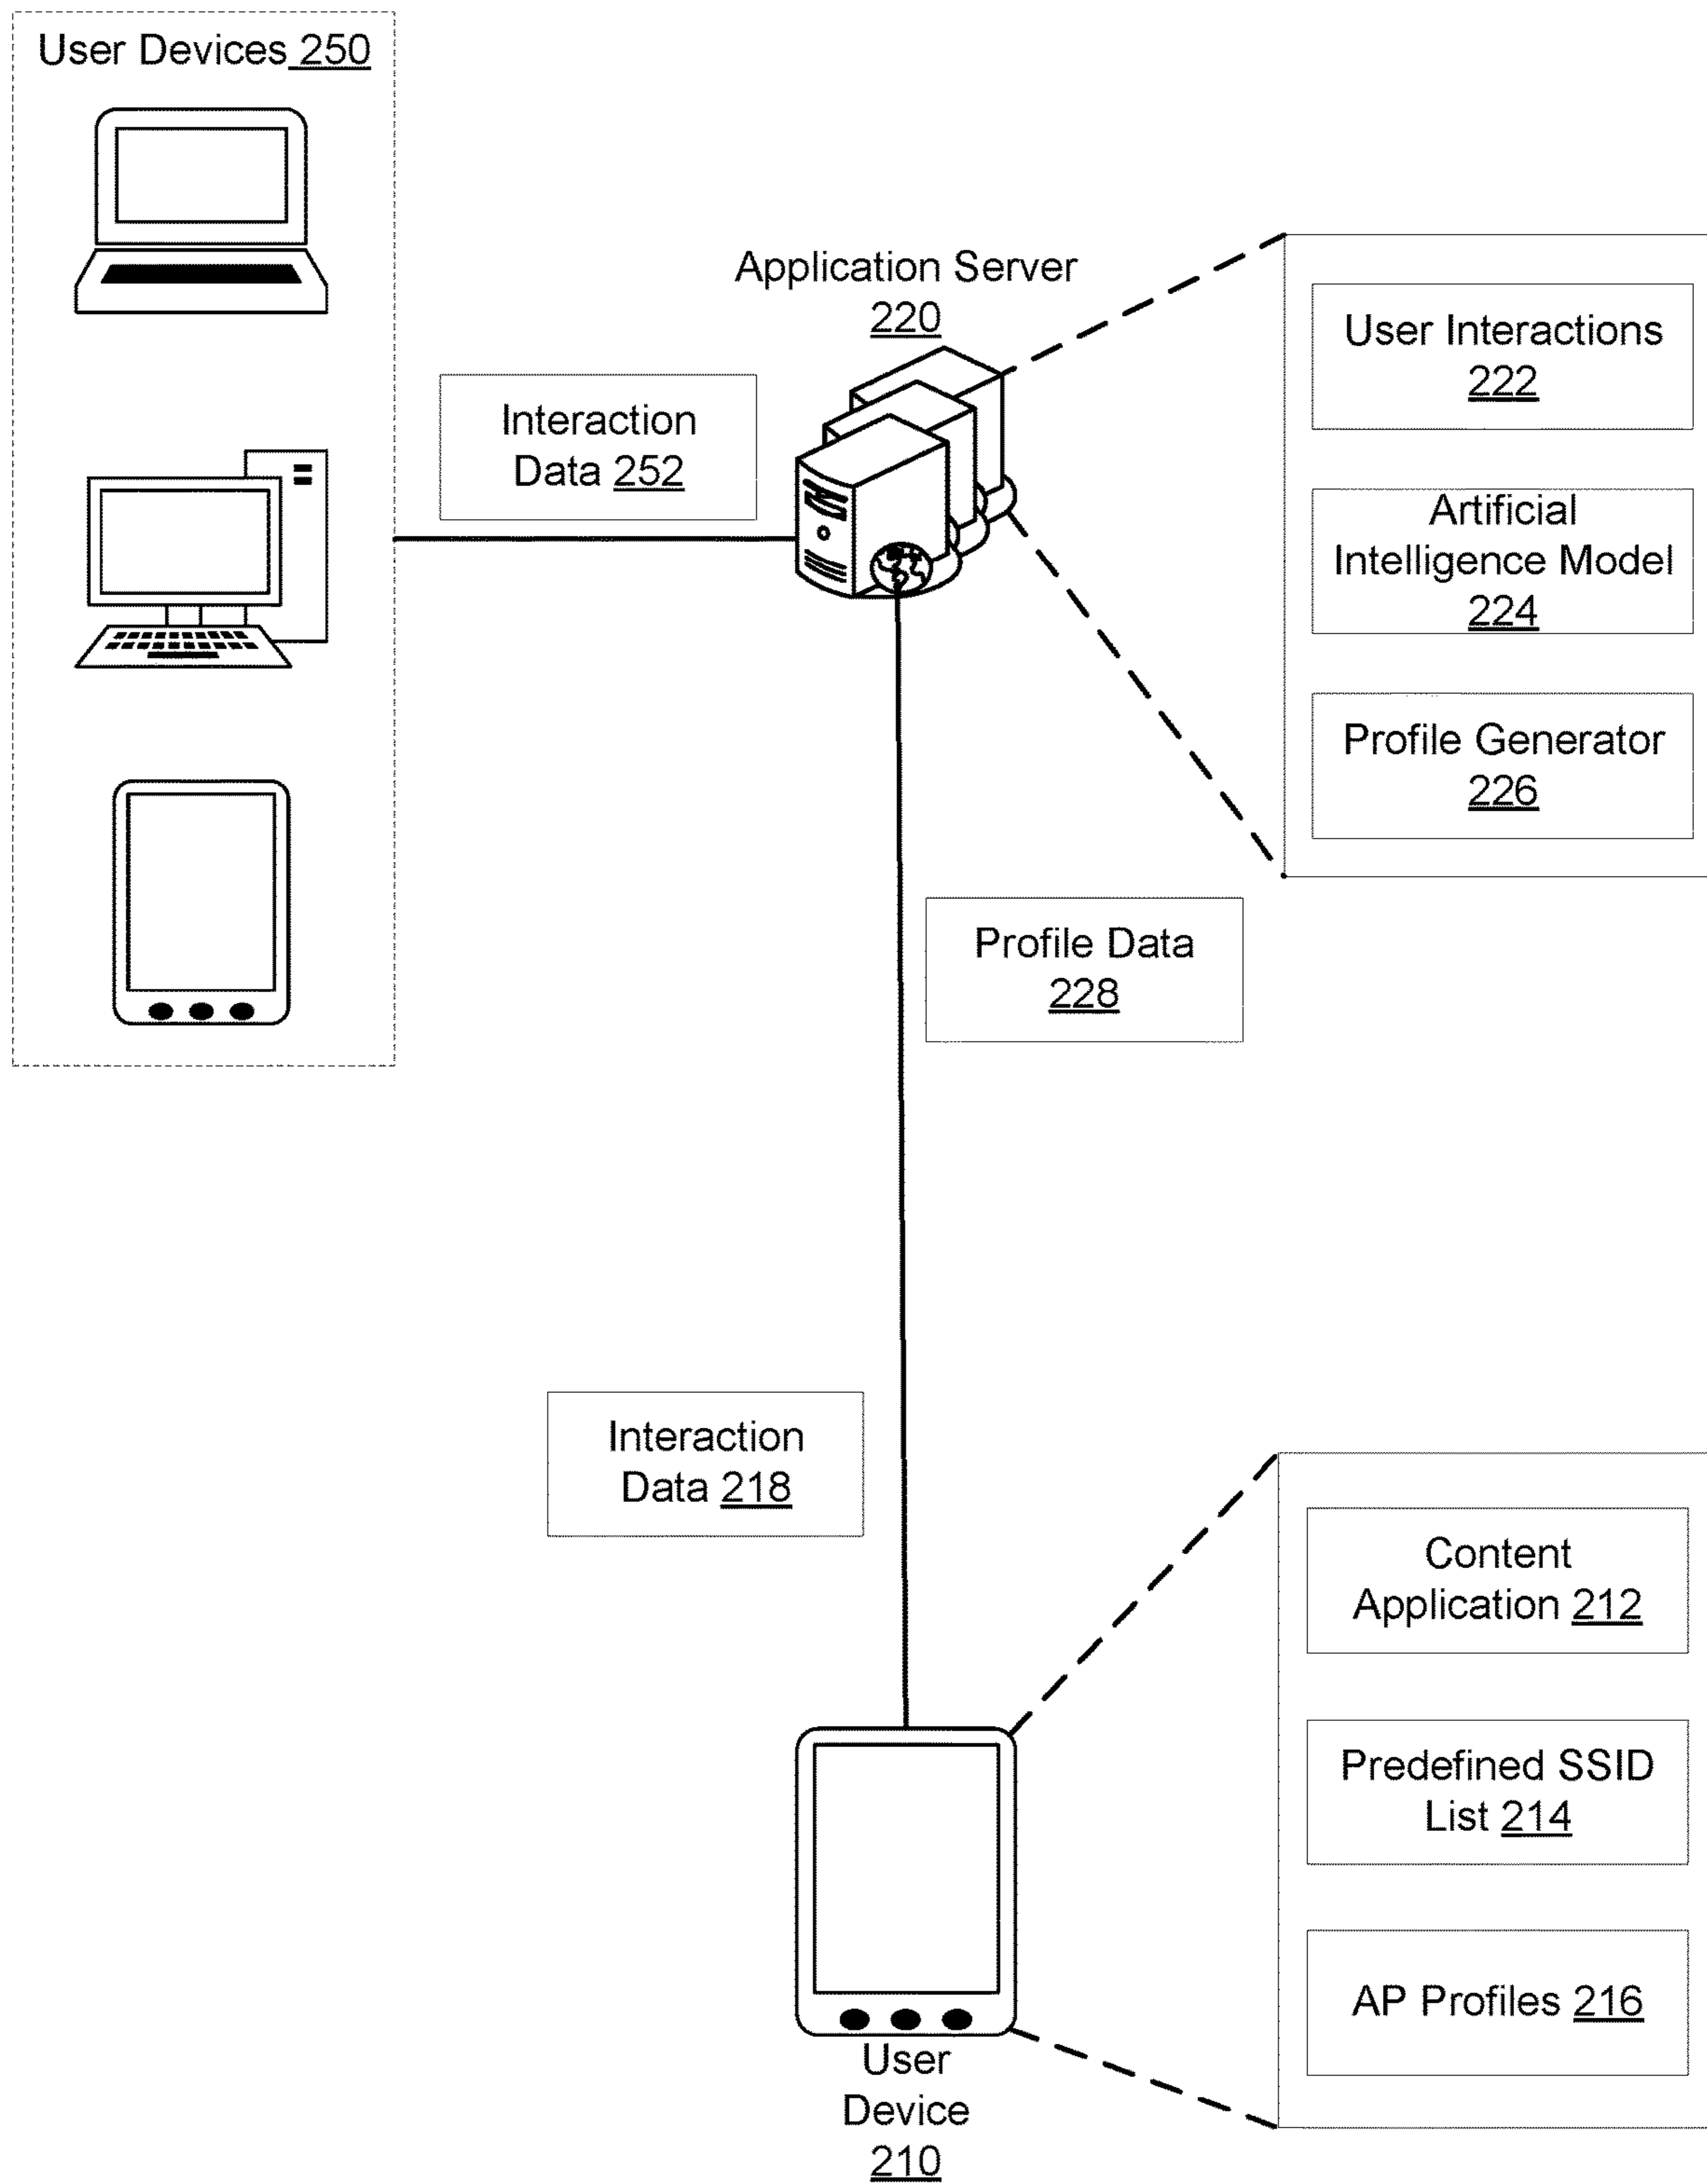 User Devices 250
Application Server
220
User Interactions
222
Interaction
Data 252
Artificial
Intelligence Model
224
Profile Generator
226
Profile Data
228
Interaction
Data 218
Content
Application 212
Predefined SSID
List 214
AP Profiles 216
User
Device
210